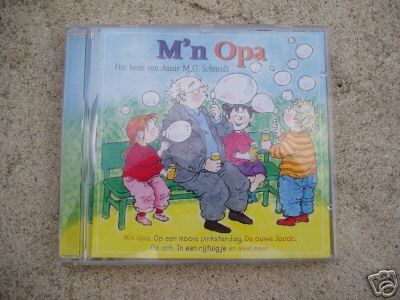 M'n Opa
Het beste van Annie M.G. Schmidt
M'n opa, Op een mooie pinksterdag, De ouwe Jacob,
De ark, In een rijtuigje en veel meer
ebY